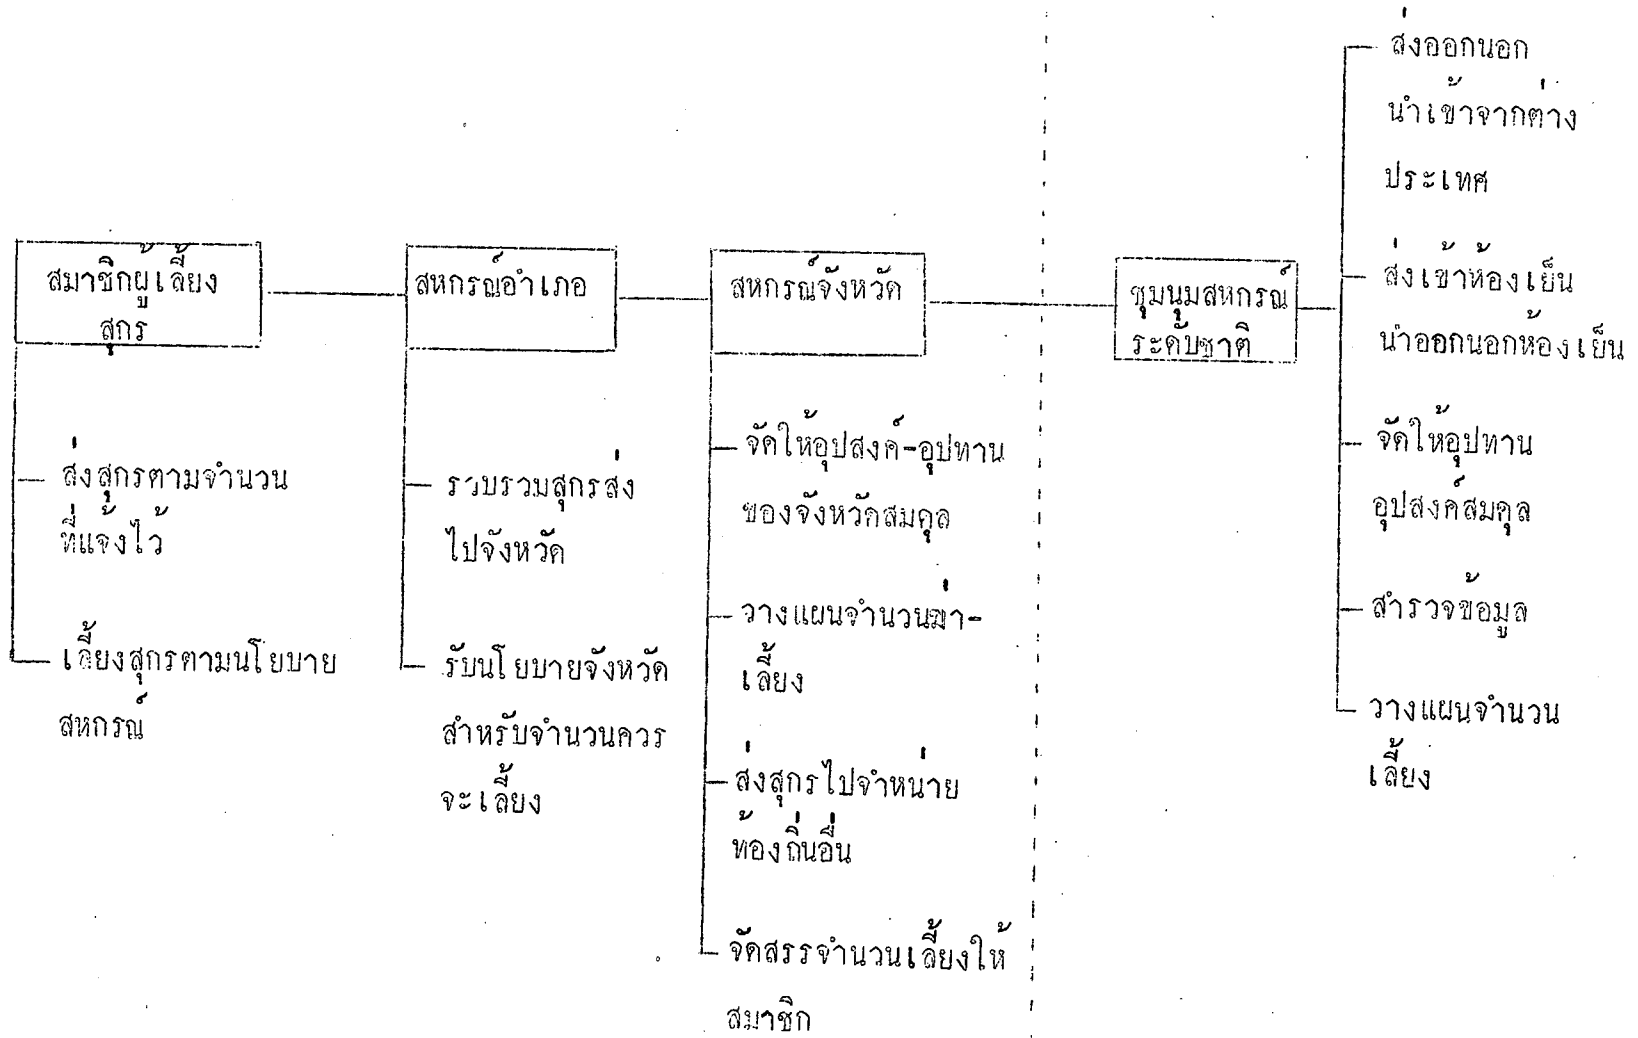 สมาชิกผู้เลี้ยง
สุกร
ส่งสุกรตามจำนวน
ที่แจ้งไว้
เลี้ยงสุกรตามนโยบาย
สหกรณ์
สหกรณ์อำเภอ
รวบรวมสุกรส่ง
ไปจังหวัด
รับนโยบายจังหวัด
สำหรับจำนวนควร
จะเลี้ยง
สหกรณ์จังหวัด
จัดให้อุปสงค์-อุปทาน
ของจังหวัดสมดุล
วางแผนจำนวนฆ่า-
เลี้ยง
ส่งสุกรไปจำหน่าย
ท้องถิ่นอื่น
จัดสรรจำนวนเลี้ยงให้
สมาชิก
ชุมนุมสหกรณ์
ระดับชาติ
ส่งออกนอก
นำเข้าจากต่าง
ประเทศ
ส่งเข้าห้องเย็น
นำออกนอกห้องเย็น
จัดให้อุปทาน
อุปสงค์สมดุล
สำรวจข้อมูล
วางแผนจำนวน
เลี้ยง